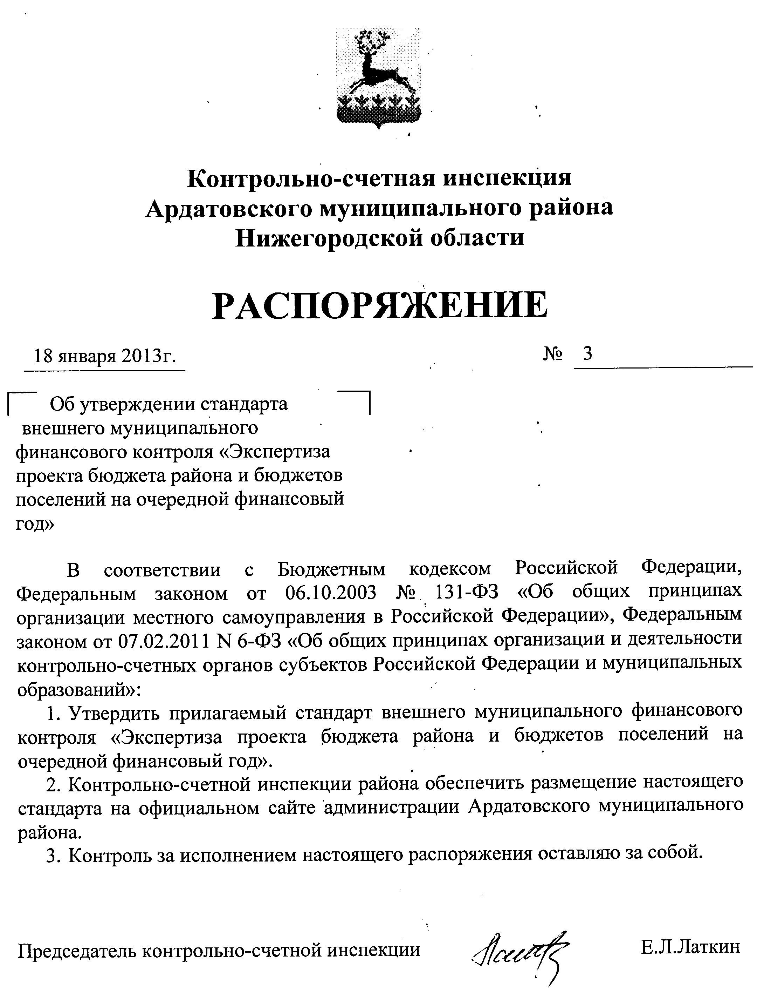 Контрольно-счетная инспекция
Ардатовского муниципального района
Нижегородской области
РАСПОРЯЖЕНИЕ
18 января 2013г. № 3
Об утверждении стандарта
внешнего муниципального
финансового контроля «Экспертиза
проекта бюджета района и бюджетов
поселений на очередной финансовый
год»
В соответствии с Бюджетным кодексом Российской Федерации,
Федеральным законом от 06.10.2003 № 131-ФЗ «Об общих принципах
организации местного самоуправления в Российской Федерации», Федеральным
законом от 07.02.2011 N 6-ФЗ «Об общих принципах организации и деятельности
контрольно-счетных органов субъектов Российской Федерации и муниципальных
образований»:
1. Утвердить прилагаемый стандарт внешнего муниципального финансового
контроля «Экспертиза проекта бюджета района и бюджетов поселений на
очередной финансовый год».
2. Контрольно-счетной инспекции района обеспечить размещение настоящего
стандарта на официальном сайте администрации Ардатовского муниципального
района.
3. Контроль за исполнением настоящего распоряжения оставляю за собой.
Председатель контрольно-счетной инспекции Е.Л.Латкин